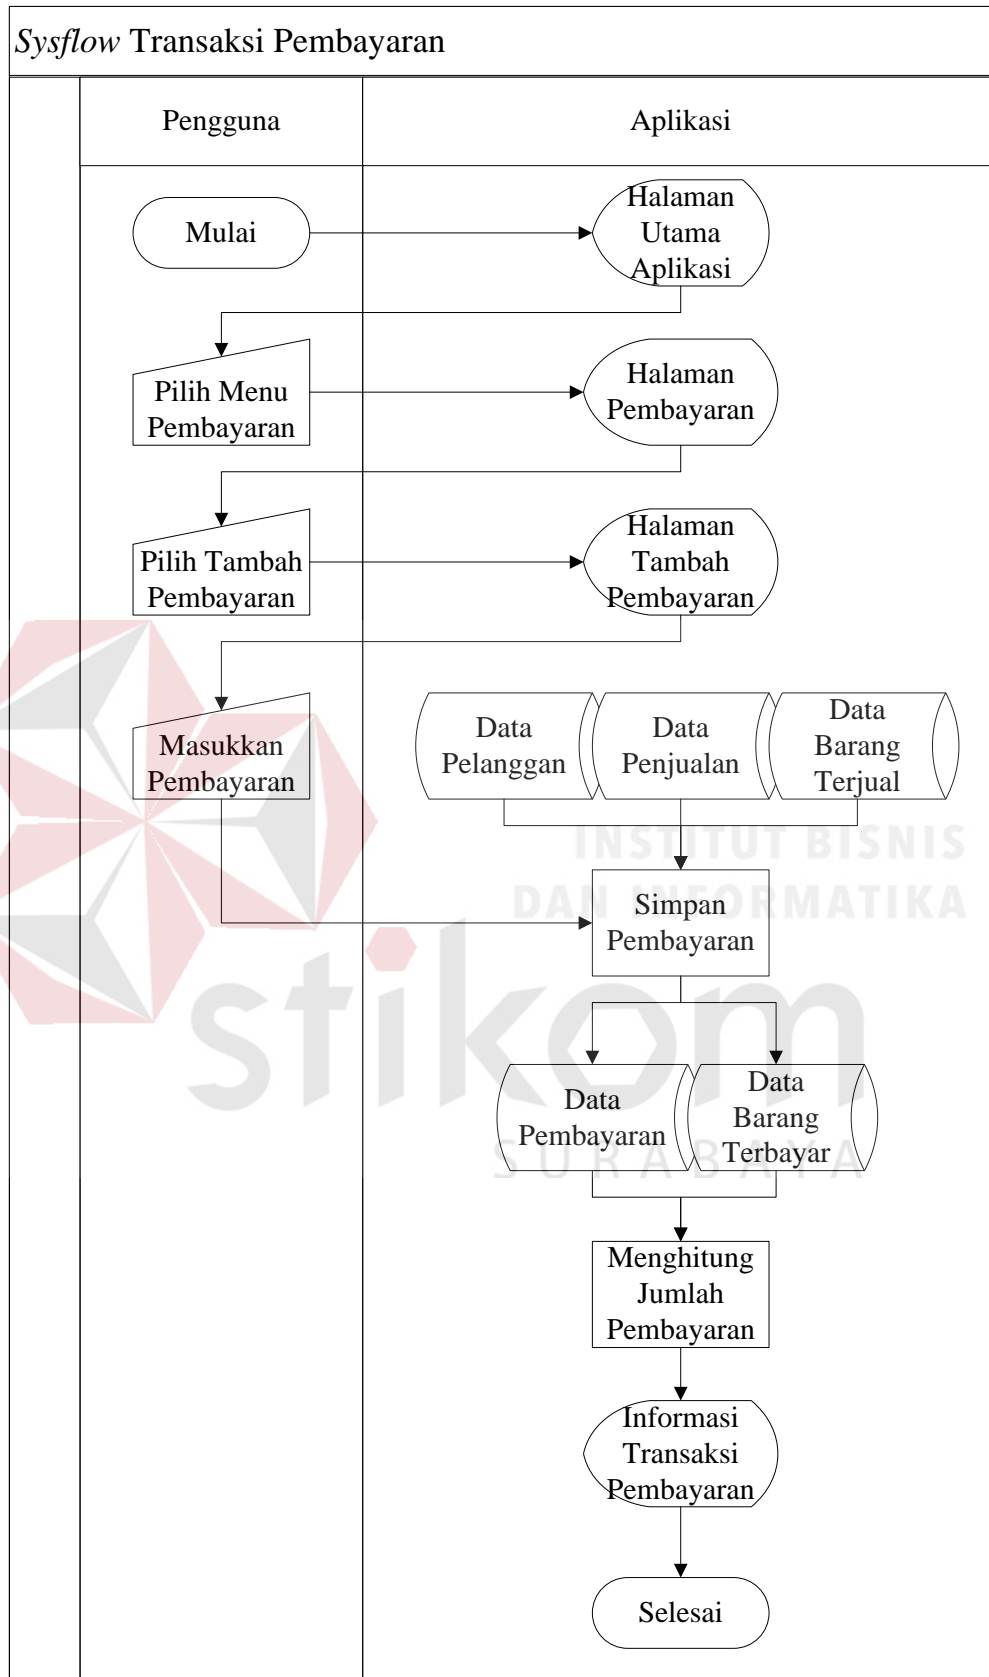 Sysflow Transaksi Pembayaran
Pengguna
Aplikasi
Mulai
Halaman
Utama
Aplikasi
Pilih Menu
Pembayaran
Halaman
Pembayaran
Pilih Tambah
Pembayaran
Halaman
Tambah
Pembayaran
Masukkan
Pembayaran
Data
Pelanggan
Data
Penjualan
Data
Barang
Terjual
INSTITUT BISNIS
DAN INFORMATIKA
Simpan
Pembayaran
stikom
Data
Pembayaran
Data
Barang
Terbayar
SURABAYA
Menghitung
Jumlah
Pembayaran
Informasi
Transaksi
Pembayaran
Selesai